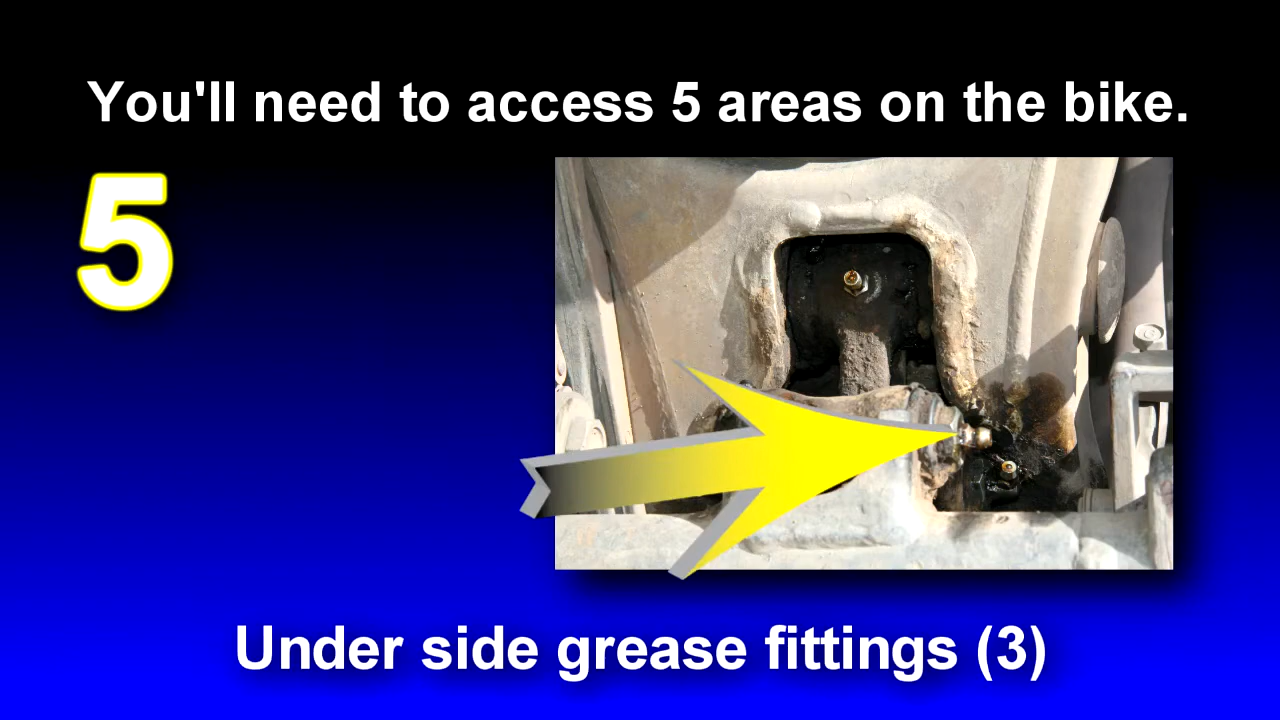 You'll need to access 5 areas on the bike.
5
Under side grease fittings (3)